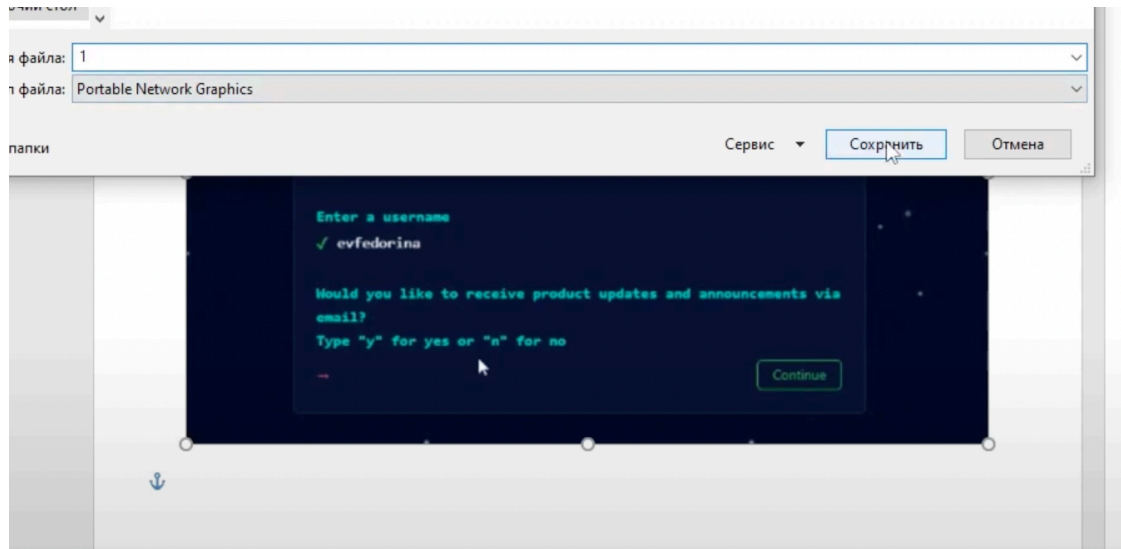 я файла: 1
п файла: Portable Network Graphics
папки
Сервис
Сохранить
Отмена
Enter a username
✓ evfedorina
Would you like to receive product updates and announcements via
email?
Type "y" for yes or "n" for no
→
Continue